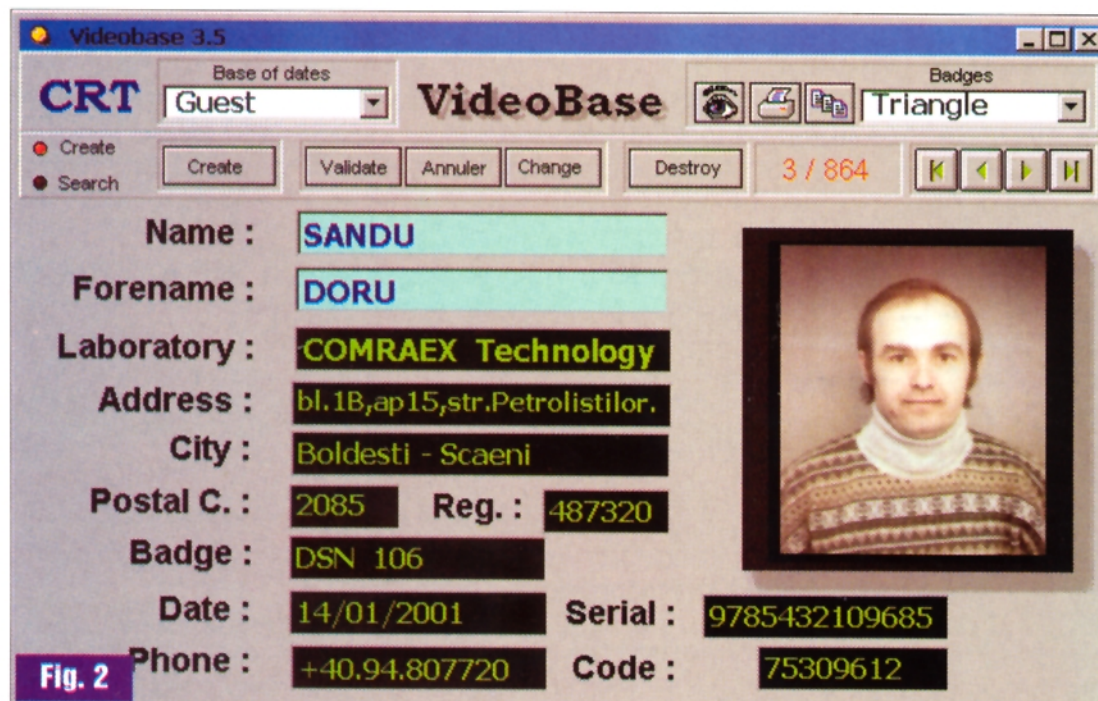 Videobase 3.5
CRT
Base of dates
Guest
VideoBase
Badges
Triangle
Create
Search
Create
Validate
Annuler
Change
Destroy
3 / 864
Name :
SANDU
Forename :
DORU
Laboratory :
COMRAEX Technology
Address :
bl.1B,ap15,str.Petrolistilor.
City :
Boldesti - Scaeni
Postal C. :
2085
Reg. :
487320
Badge :
DSN 106
Date :
14/01/2001
Serial :
9785432109685
Phone :
+40.94.807720
Code :
75309612
Fig. 2